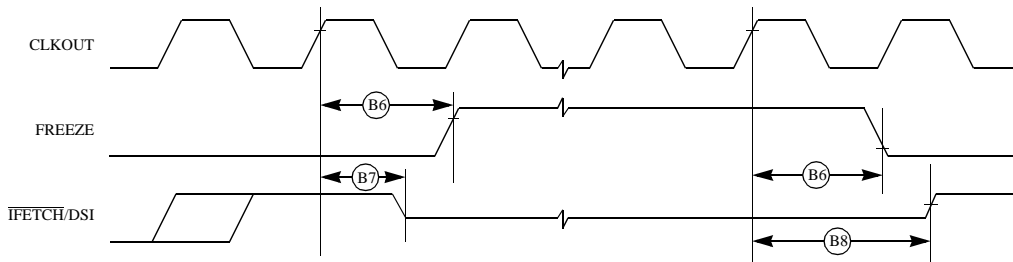 CLKOUT
B6
FREEZE
B7
B6
IFETCH/DSI
B8